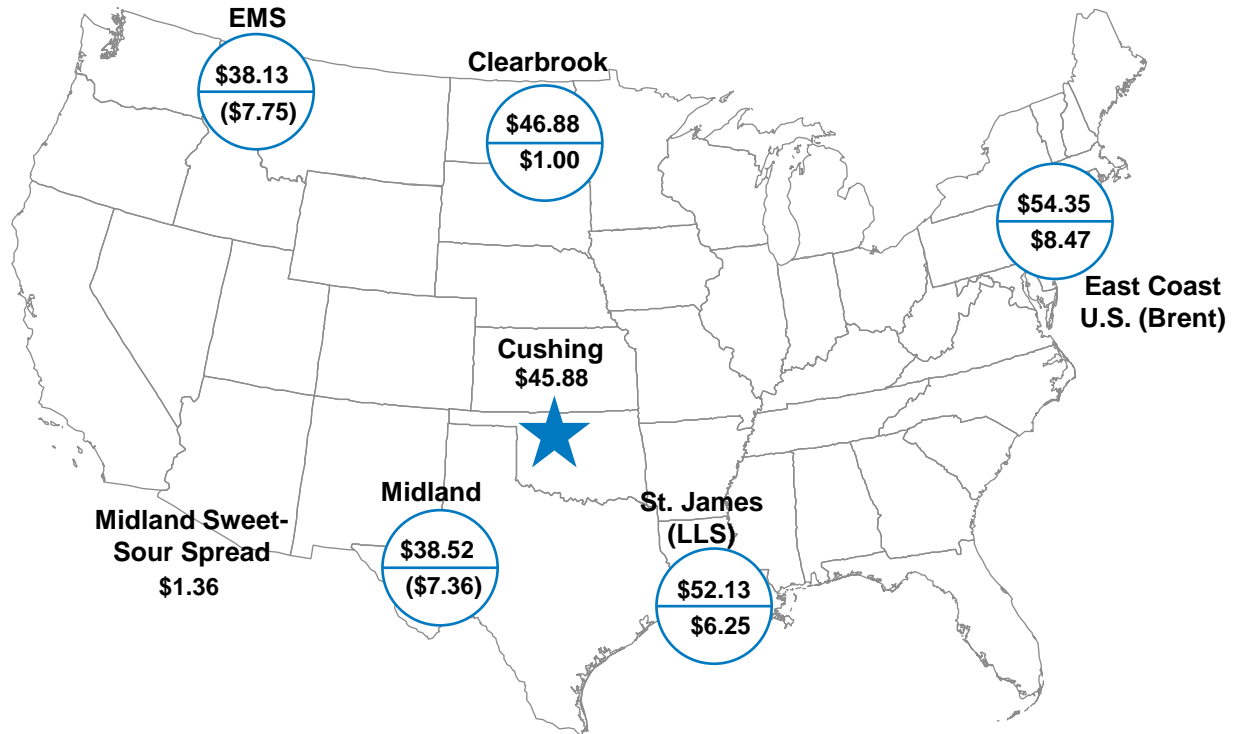 EMS
$38.13
($7.75)
Clearbrook
$46.88
$1.00
$54.35
$8.47
East Coast
U.S. (Brent)
Cushing
$45.88
Midland
$38.52
($7.36)
Midland Sweet-
Sour Spread
$1.36
St. James
(LLS)
$52.13
$6.25